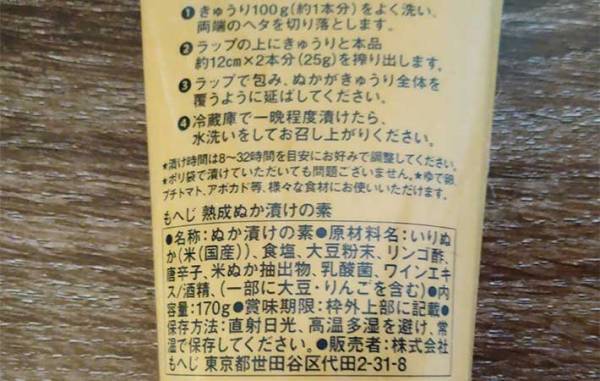 ❶きゅうり100g(約1本分)をよく洗い、
両端のヘタを切り落とします。
❷ラップの上にきゅうりと本品
約12cm×2本分(25g)を搾り出します。
❸ラップで包み、ぬかがきゅうり全体を
覆うように延ばしてください。
❹冷蔵庫で一晩程度漬けたら、
水洗いをしてお召し上がりください。
★漬け時間は8〜32時間を目安にお好みで調整してください。
★ポリ袋で漬けていただいても問題ございません。★ゆで卵、
プチトマト、アボカド等、様々な食材にお使いいただけます。
もへじ 熟成ぬか漬けの素
●名称:ぬか漬けの素●原材料名:いりぬ
か(米(国産))、食塩、大豆粉末、リンゴ酢、
唐辛子、米ぬか抽出物、乳酸菌、ワインエキ
ス/酒精、(一部に大豆・りんごを含む)●内
容量:170g●賞味期限:枠外上部に記載●
保存方法:直射日光、高温多湿を避け、常
温で保存してください。●販売者:株式会社
もへじ 東京都世田谷区代田2-31-8